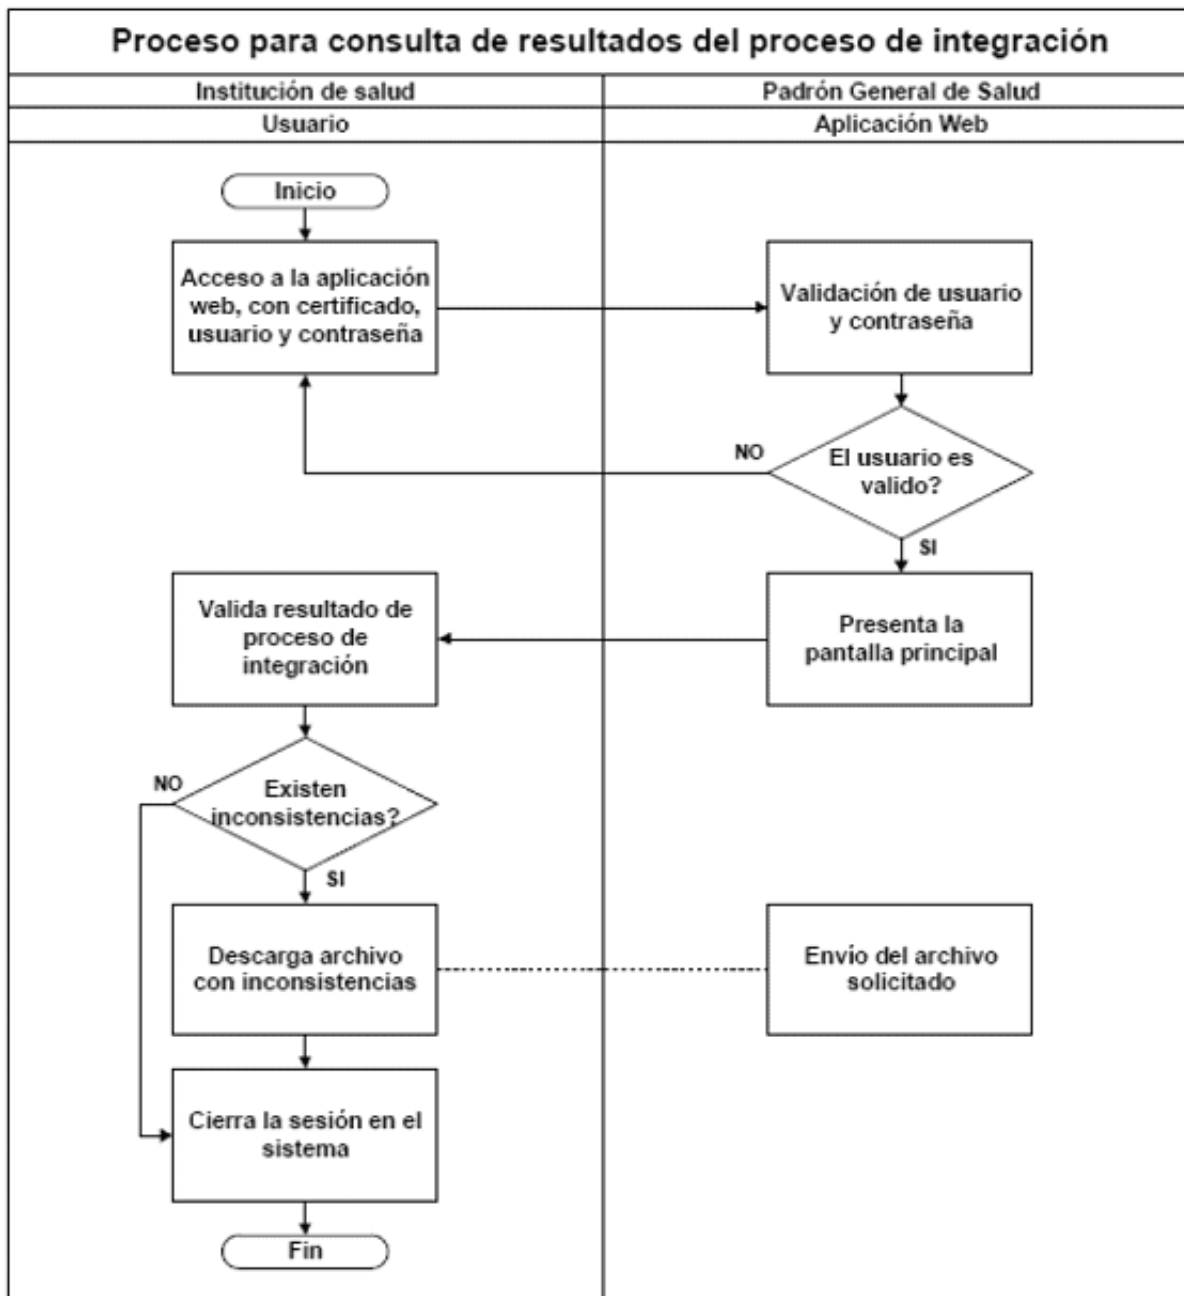 Proceso para consulta de resultados del proceso de integración
Institución de salud
Padrón General de Salud
Usuario
Aplicación Web
Inicio
Acceso a la aplicación
web, con certificado,
usuario y contraseña
Validación de usuario
y contraseña
NO
El usuario es
valido?
SI
Valida resultado de
proceso de
integración
Presenta la
pantalla principal
NO
Existen
inconsistencias?
SI
Descarga archivo
con inconsistencias
Envío del archivo
solicitado
Cierra la sesión en el
sistema
Fin